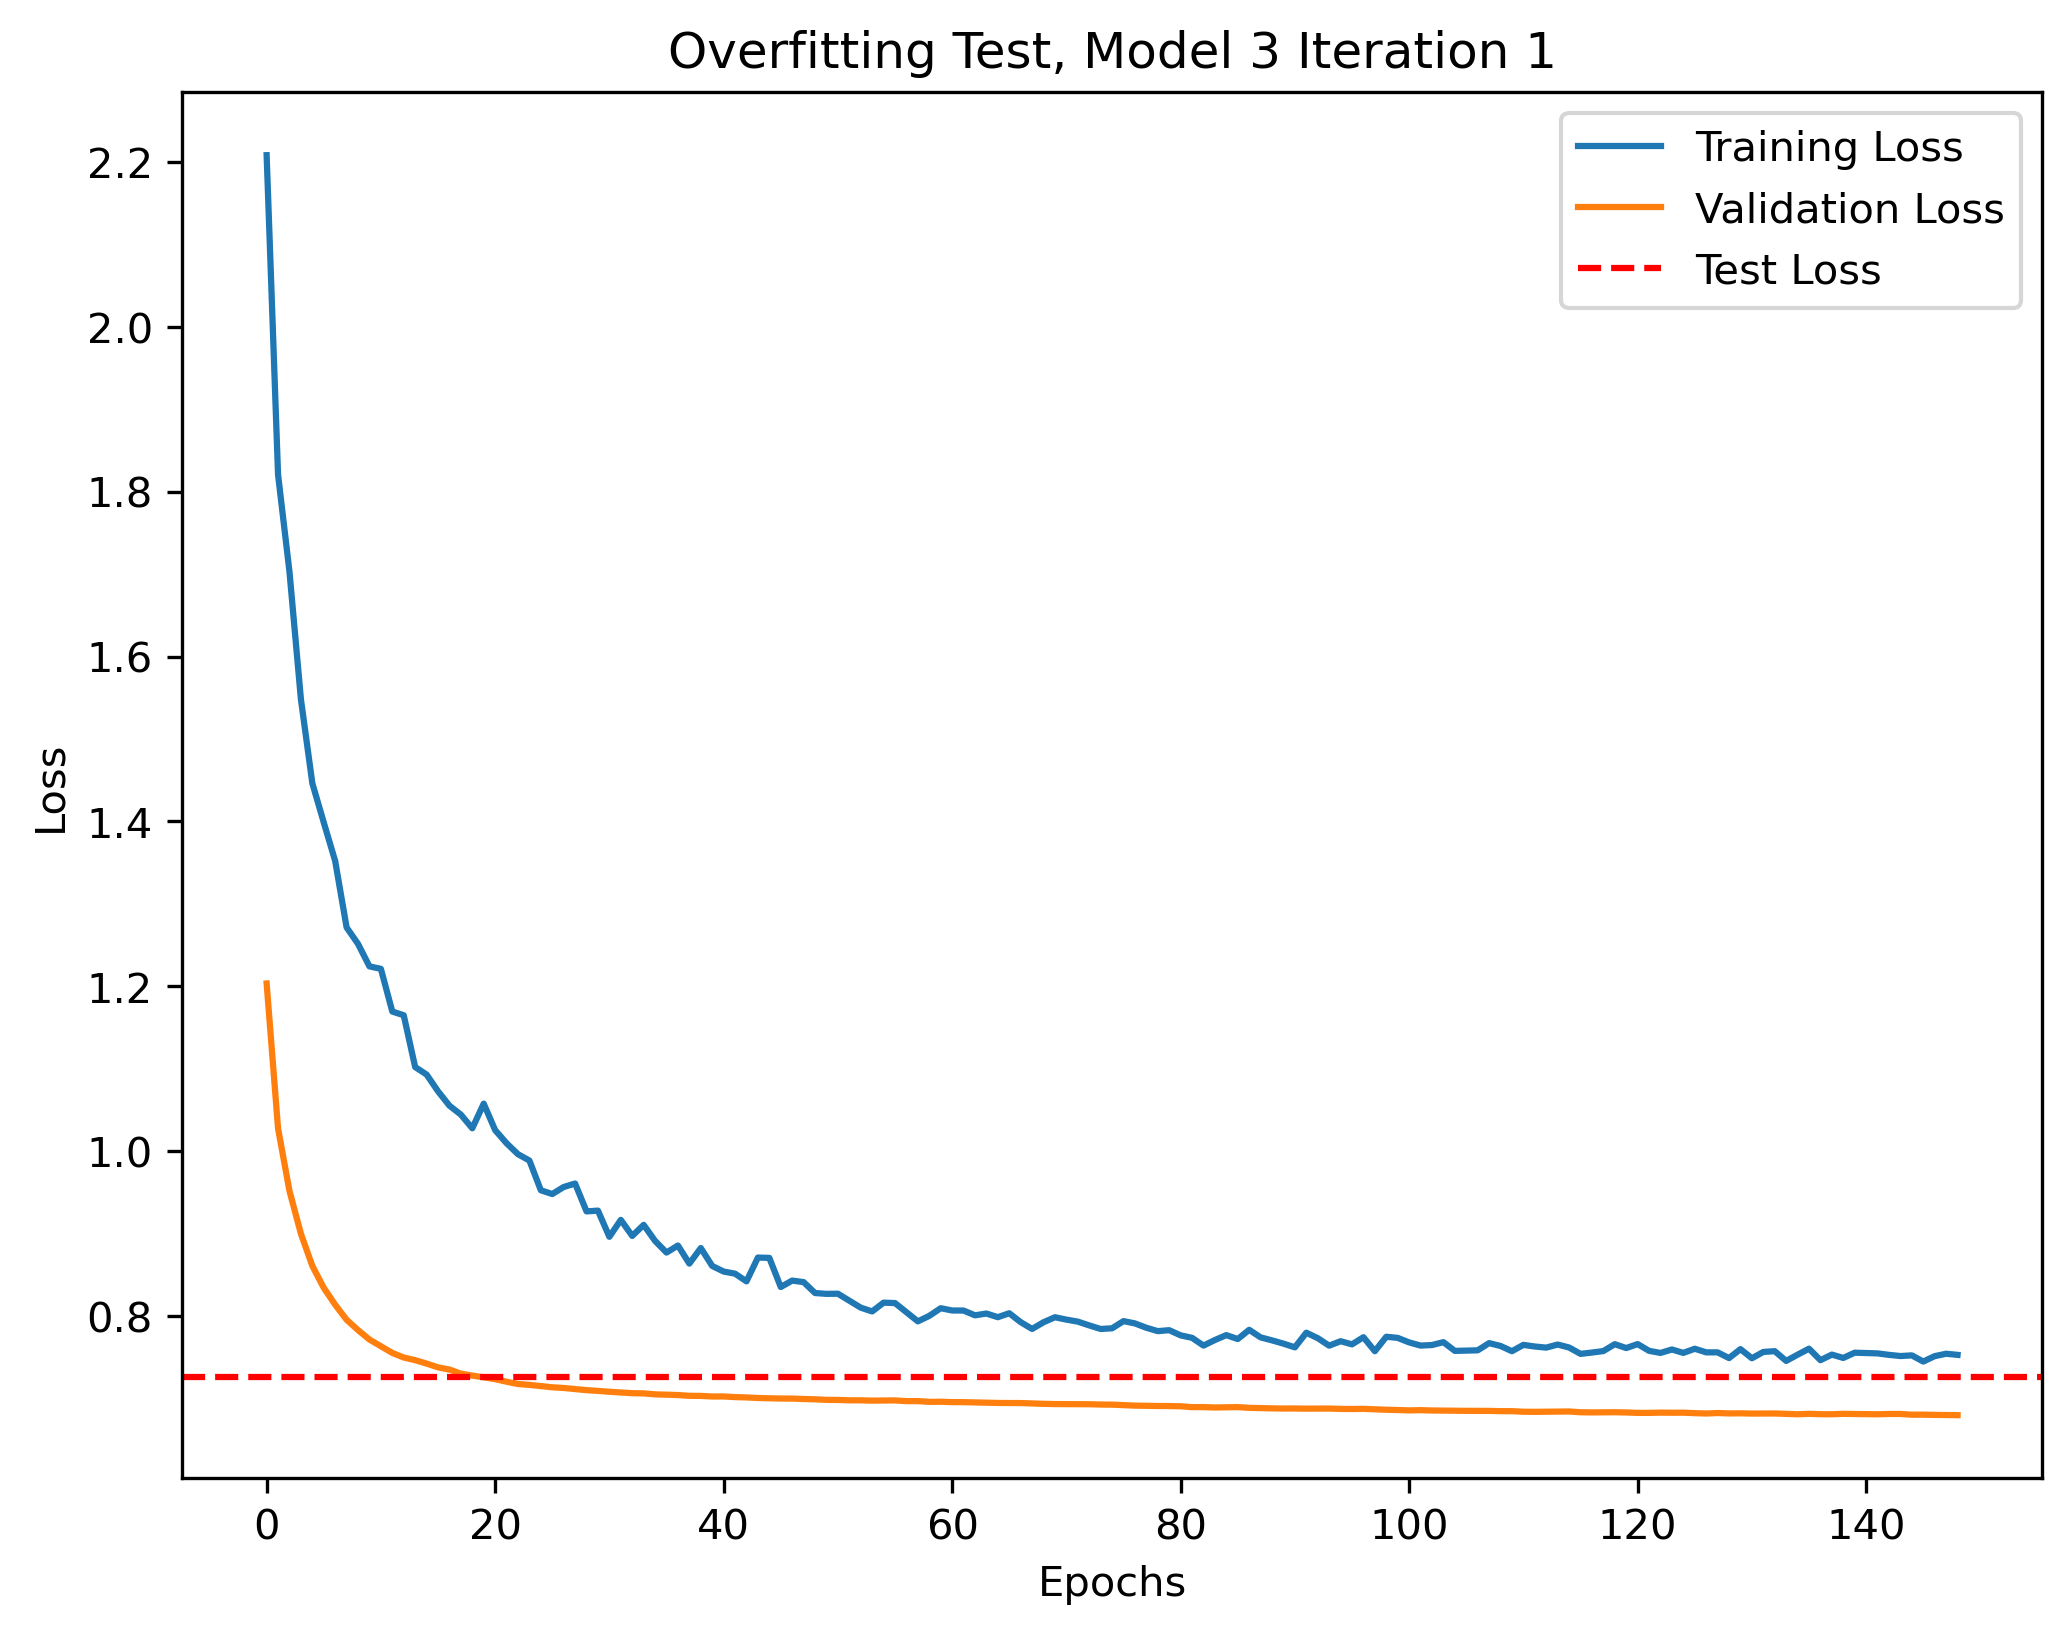 Overfitting Test, Model 3 Iteration 1
Training Loss
Validation Loss
Test Loss
2.2
2.0
1.8
1.6
1.4
1.2
1.0
0.8
Loss
0 20 40 60 80 100 120 140
Epochs